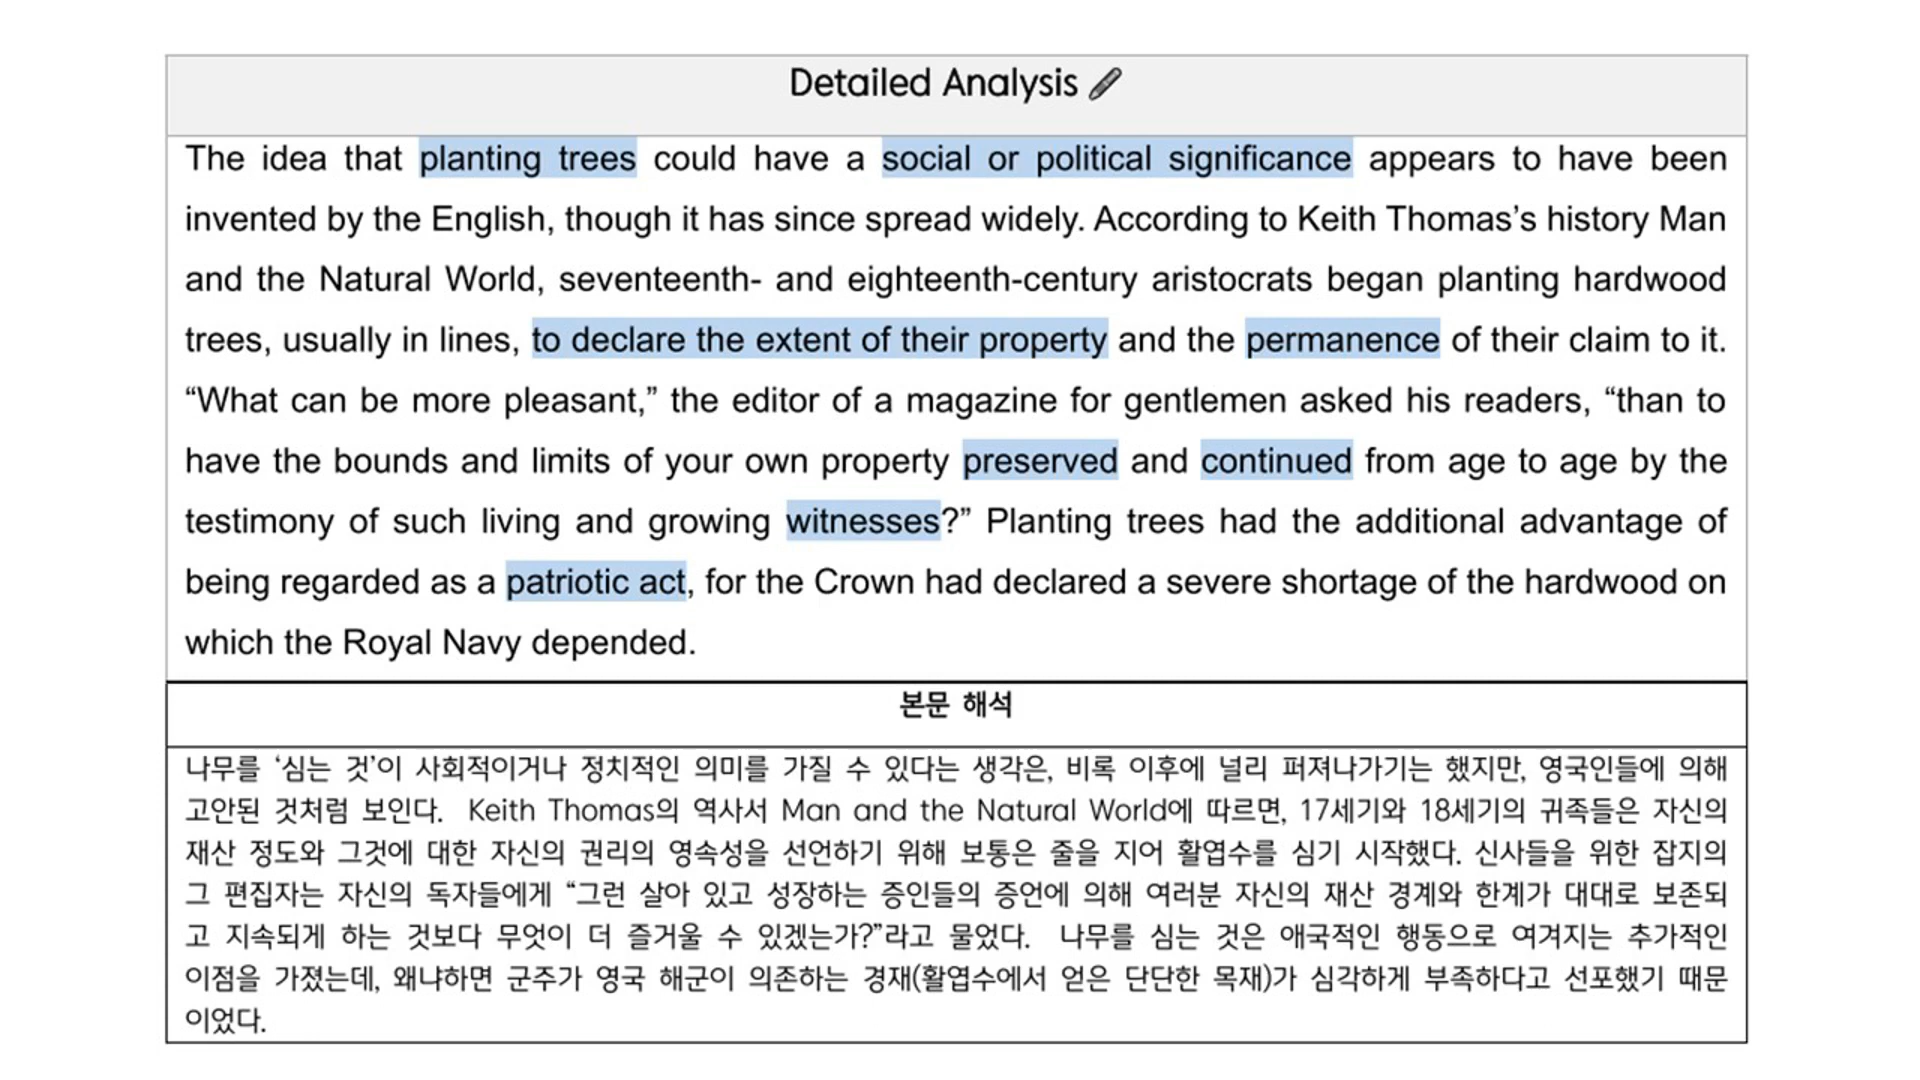 Detailed Analysis
The idea that planting trees could have a social or political significance appears to have been
invented by the English, though it has since spread widely. According to Keith Thomas’s history Man
and the Natural World, seventeenth- and eighteenth-century aristocrats began planting hardwood
trees, usually in lines, to declare the extent of their property and the permanence of their claim to it.
“What can be more pleasant,” the editor of a magazine for gentlemen asked his readers, “than to
have the bounds and limits of your own property preserved and continued from age to age by the
testimony of such living and growing witnesses?” Planting trees had the additional advantage of
being regarded as a patriotic act, for the Crown had declared a severe shortage of the hardwood on
which the Royal Navy depended.
본문 해석
나무를 ‘심는 것’이 사회적이거나 정치적인 의미를 가질 수 있다는 생각은, 비록 이후에 널리 퍼져나가기는 했지만, 영국인들에 의해
고안된 것처럼 보인다. Keith Thomas의 역사서 Man and the Natural World에 따르면, 17세기와 18세기의 귀족들은 자신의
재산 정도와 그것에 대한 자신의 권리의 영속성을 선언하기 위해 보통은 줄을 지어 활엽수를 심기 시작했다. 신사들을 위한 잡지의
그 편집자는 자신의 독자들에게 “그런 살아 있고 성장하는 증인들의 증언에 의해 여러분 자신의 재산 경계와 한계가 대대로 보존되
고 지속되게 하는 것보다 무엇이 더 즐거울 수 있겠는가?”라고 물었다. 나무를 심는 것은 애국적인 행동으로 여겨지는 추가적인
이점을 가졌는데, 왜냐하면 군주가 영국 해군이 의존하는 경재(활엽수에서 얻은 단단한 목재)가 심각하게 부족하다고 선포했기 때문
이었다.